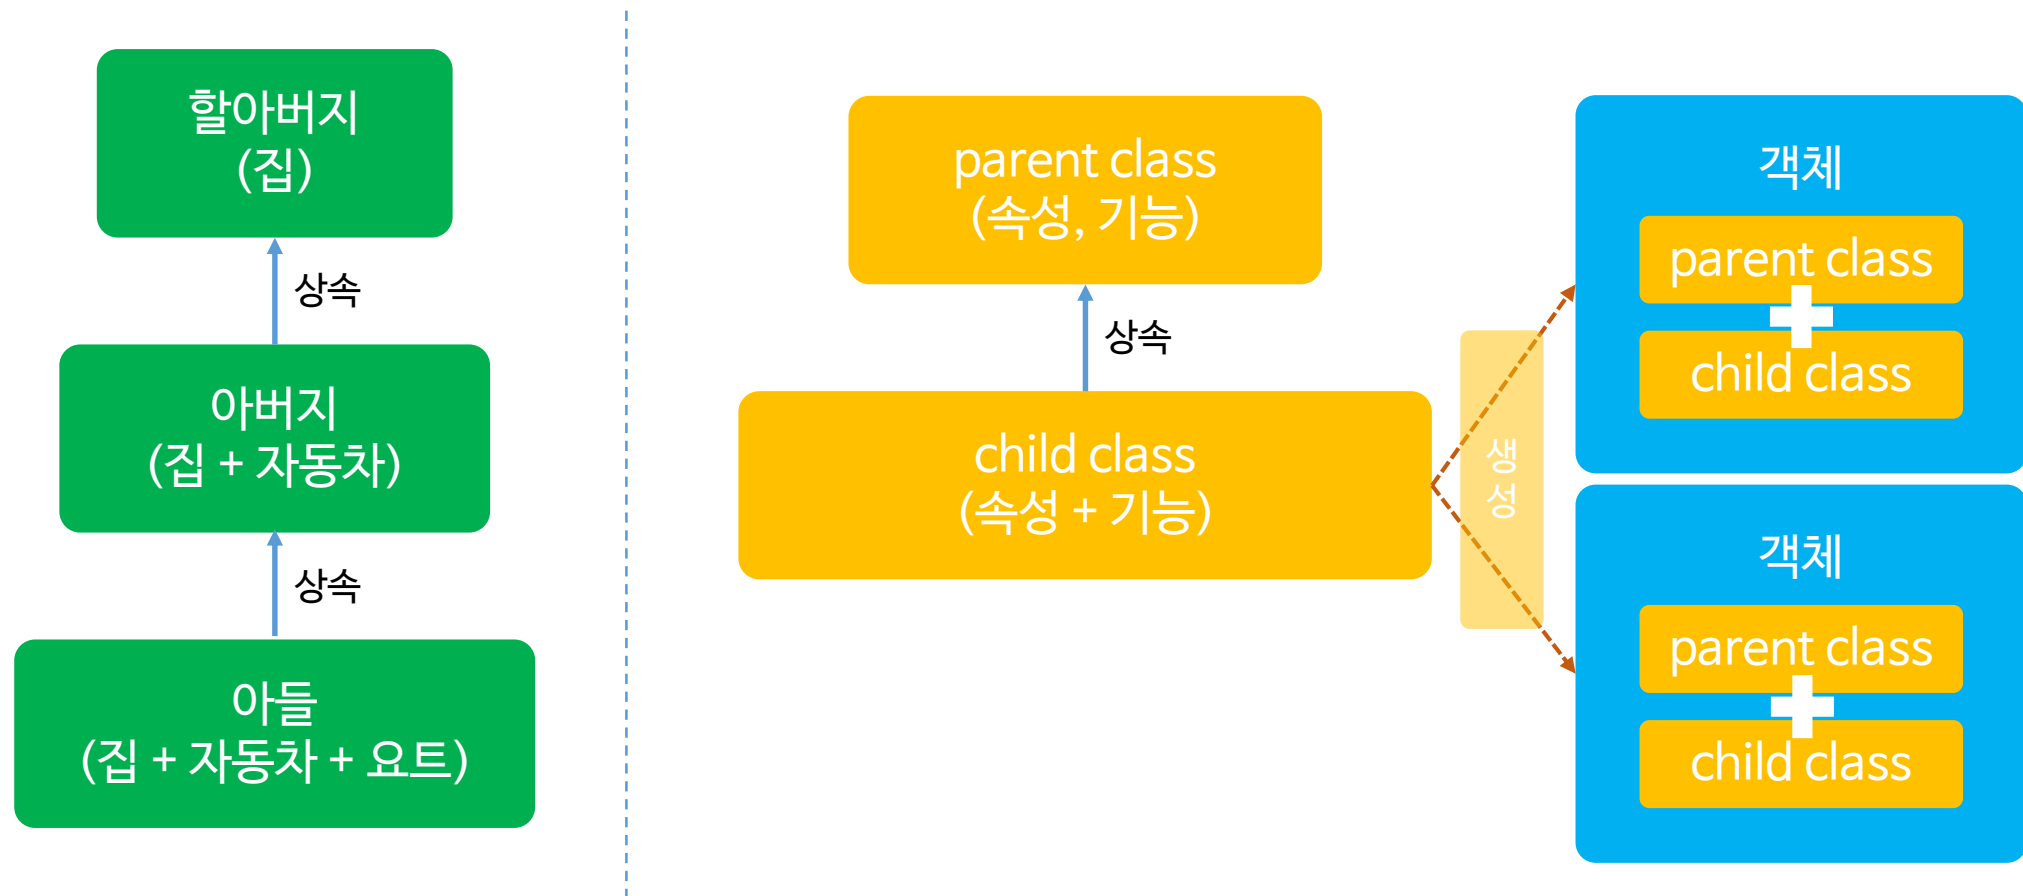 할아버지
(집)
상속
아버지
(집 + 자동차)
상속
아들
(집 + 자동차 + 요트)
parent class
(속성, 기능)
상속
child class
(속성 + 기능)
생
성
객체
parent class
child class
객체
parent class
child class